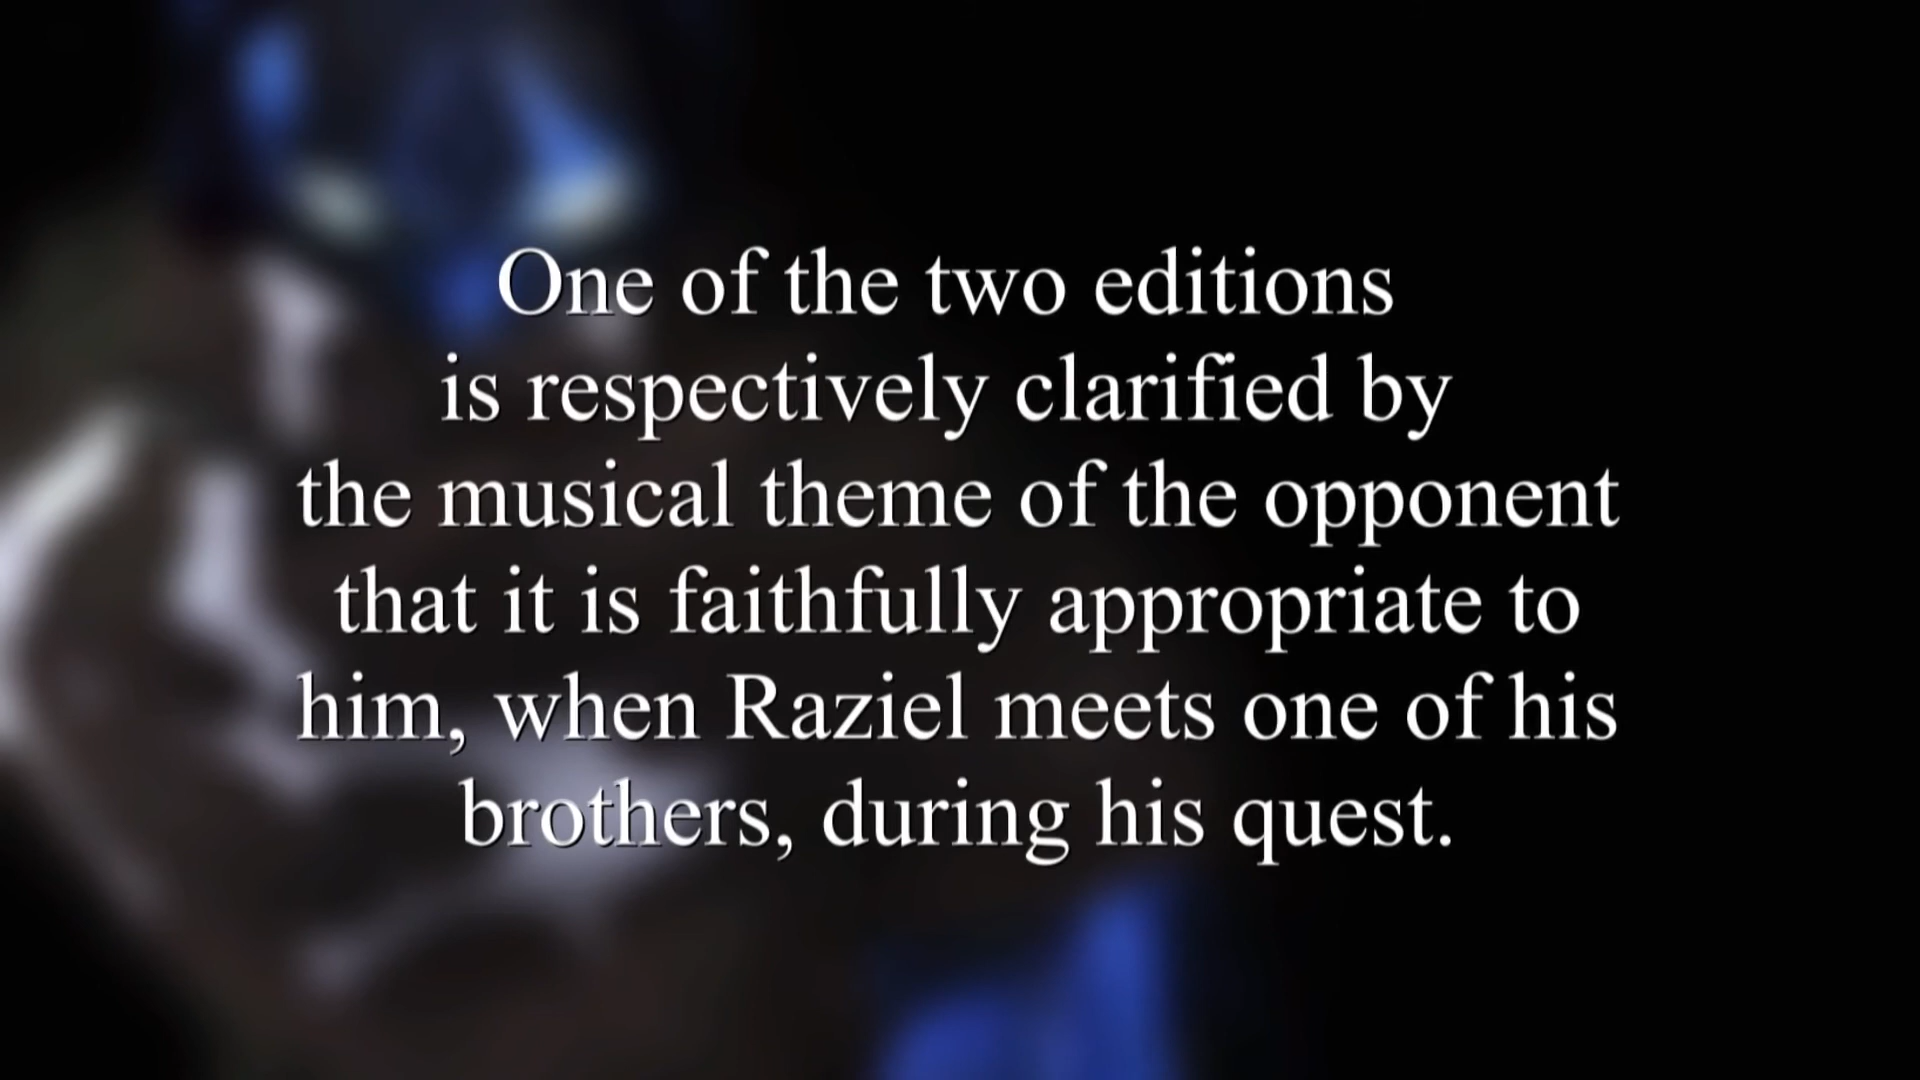 One of the two editions
is respectively clarified by
the musical theme of the opponent
that it is faithfully appropriate to
him, when Raziel meets one of his
brothers, during his quest.